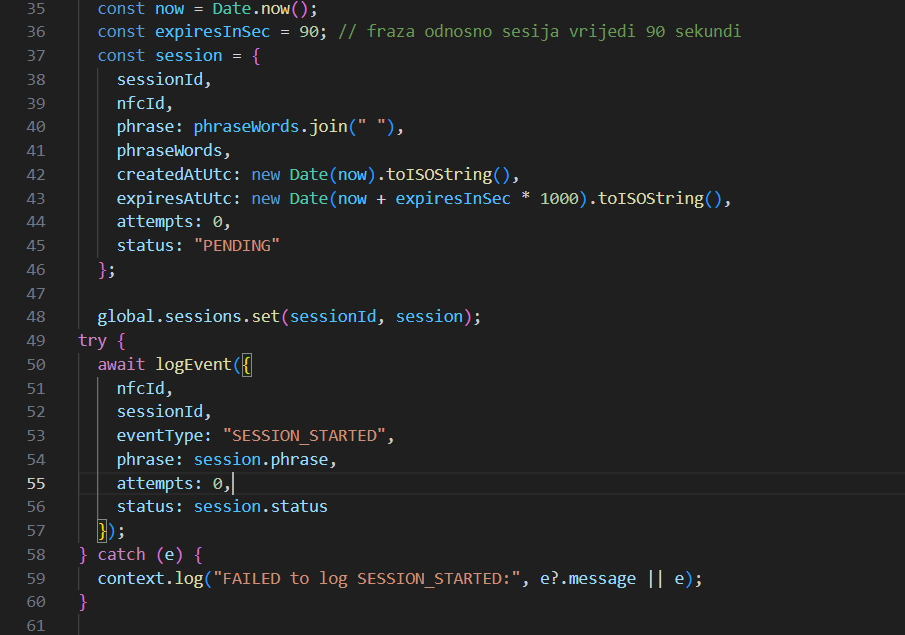 35 const now = Date.now();
36 const expiresInSec = 90; // fraza odnosno sesija vrijedi 90 sekundi
37 const session = {
38 sessionId,
39 nfcId,
40 phrase: phraseWords.join(" "),
41 phraseWords,
42 createdAtUtc: new Date(now).toISOString(),
43 expiresAtUtc: new Date(now + expiresInSec * 1000).toISOString(),
44 attempts: 0,
45 status: "PENDING"
46 };
47
48 global.sessions.set(sessionId, session);
49 try {
50 await logEvent({
51 nfcId,
52 sessionId,
53 eventType: "SESSION_STARTED",
54 phrase: session.phrase,
55 attempts: 0,
56 status: session.status
57 });
58 } catch (e) {
59 context.log("FAILED to log SESSION_STARTED:", e?.message || e);
60 }
61